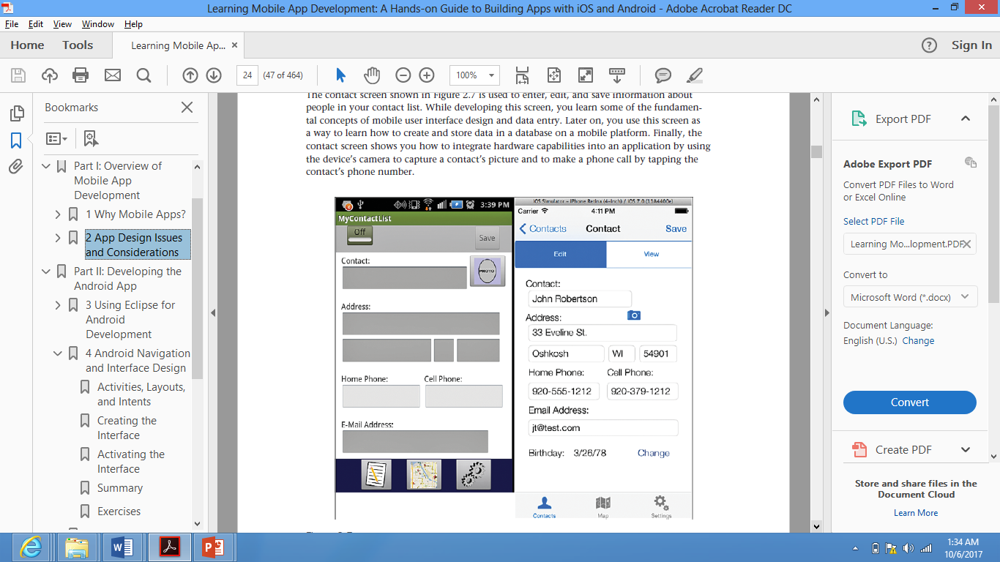 Learning Mobile App Development: A Hands-on Guide to Building Apps with iOS and Android - Adobe Acrobat Reader DC
File Edit View Window Help
Home Tools Learning Mobile Ap... × ? Sign In
24 (47 of 464) 100%
Bookmarks
Part I: Overview of
Mobile App
Development
1 Why Mobile Apps?
2 App Design Issues
and Considerations
Part II: Developing the
Android App
3 Using Eclipse for
Android
Development
4 Android Navigation
and Interface Design
Activities, Layouts,
and Intents
Creating the
Interface
Activating the
Interface
Summary
Exercises
The contact screen shown in Figure 2.7 is used to enter, edit, and save information about
people in your contact list. While developing this screen, you learn some of the fundamen-
tal concepts of mobile user interface design and data entry. Later on, you use this screen as
a way to learn how to create and store data in a database on a mobile platform. Finally, the
contact screen shows you how to integrate hardware capabilities into an application by using
the device's camera to capture a contact's picture and to make a phone call by tapping the
contact's phone number.
3:39 PM
MyContactList
Off
Save
Contact:
PHOTO
Address:
Home Phone: Cell Phone:
E-Mail Address:
iOS Simulator - iPhone Retina (4-inch) / iOS 7.0 (11A4400e)
Carrier 4:11 PM
Contacts Contact Save
Edit View
Contact:
John Robertson
Address:
33 Eveline St.
Oshkosh WI 54901
Home Phone: Cell Phone:
920-555-1212 920-379-1212
Email Address:
jt@test.com
Birthday: 3/26/78 Change
Contacts Map Settings
Export PDF
Adobe Export PDF
Convert PDF Files to Word
or Excel Online
Select PDF File
Learning Mo...lopment.PDF
Convert to
Microsoft Word (*.docx)
Document Language:
English (U.S.) Change
Convert
Create PDF
Store and share files in the
Document Cloud
Learn More
1:34 AM
10/6/2017